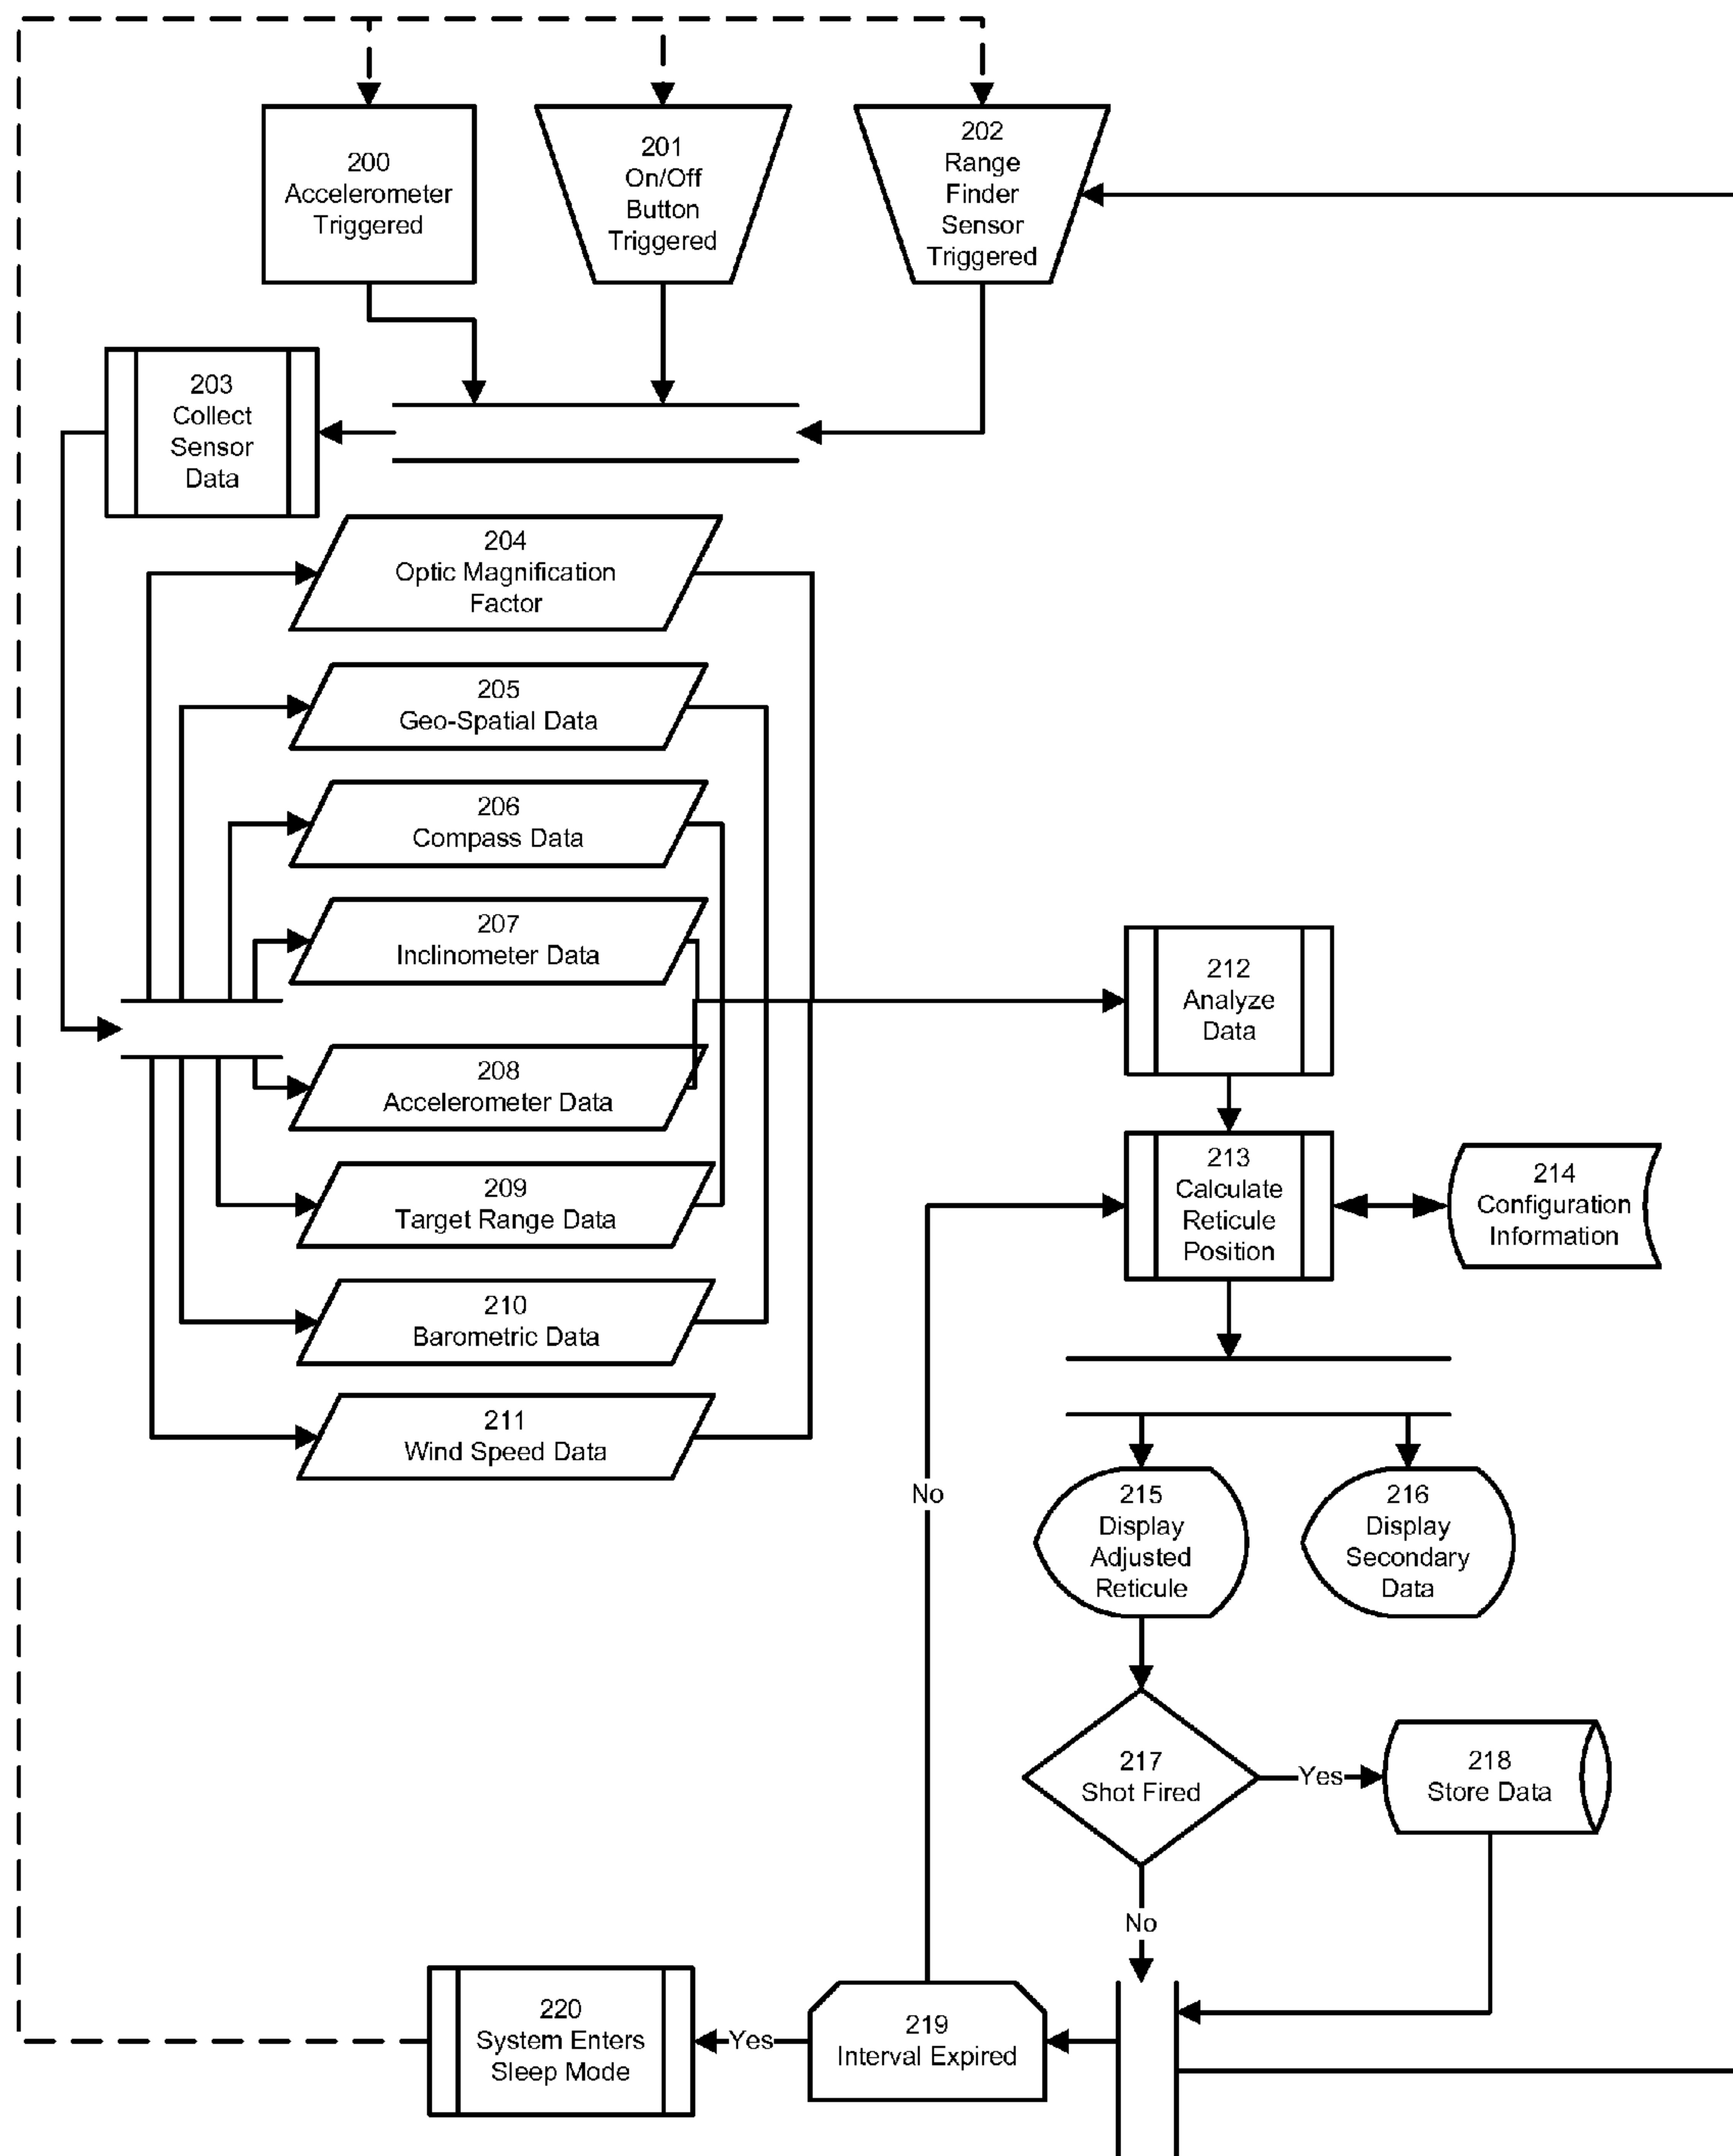 200
Accelerometer
Triggered
201
On/Off
Button
Triggered
202
Range
Finder
Sensor
Triggered
203
Collect
Sensor
Data
204
Optic Magnification
Factor
205
Geo-Spatial Data
206
Compass Data
207
Inclinometer Data
208
Accelerometer Data
209
Target Range Data
210
Barometric Data
211
Wind Speed Data
212
Analyze
Data
213
Calculate
Reticule
Position
214
Configuration
Information
No
215
Display
Adjusted
Reticule
216
Display
Secondary
Data
217
Shot Fired
Yes
218
Store Data
No
219
Interval Expired
Yes
220
System Enters
Sleep Mode